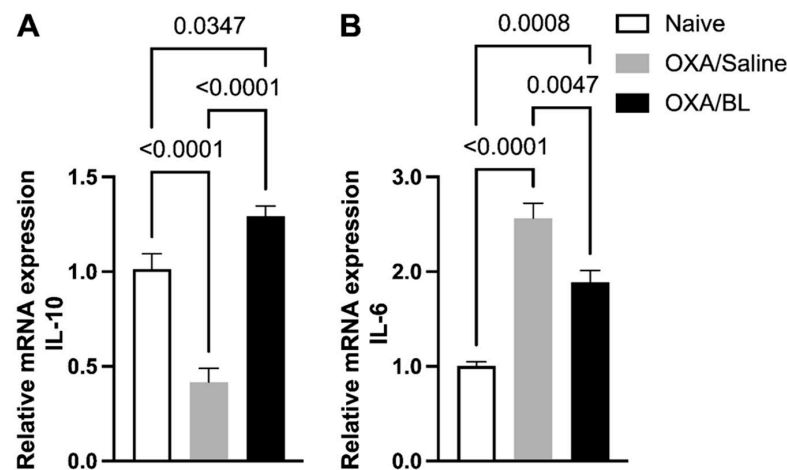 A
0.0347
<0.0001
<0.0001
Relative mRNA expression
IL-10
1.5
1.0
0.5
0.0
B
0.0008
0.0047
<0.0001
Relative mRNA expression
IL-6
3.0
2.0
1.0
0.0
Naive
OXA/Saline
OXA/BL